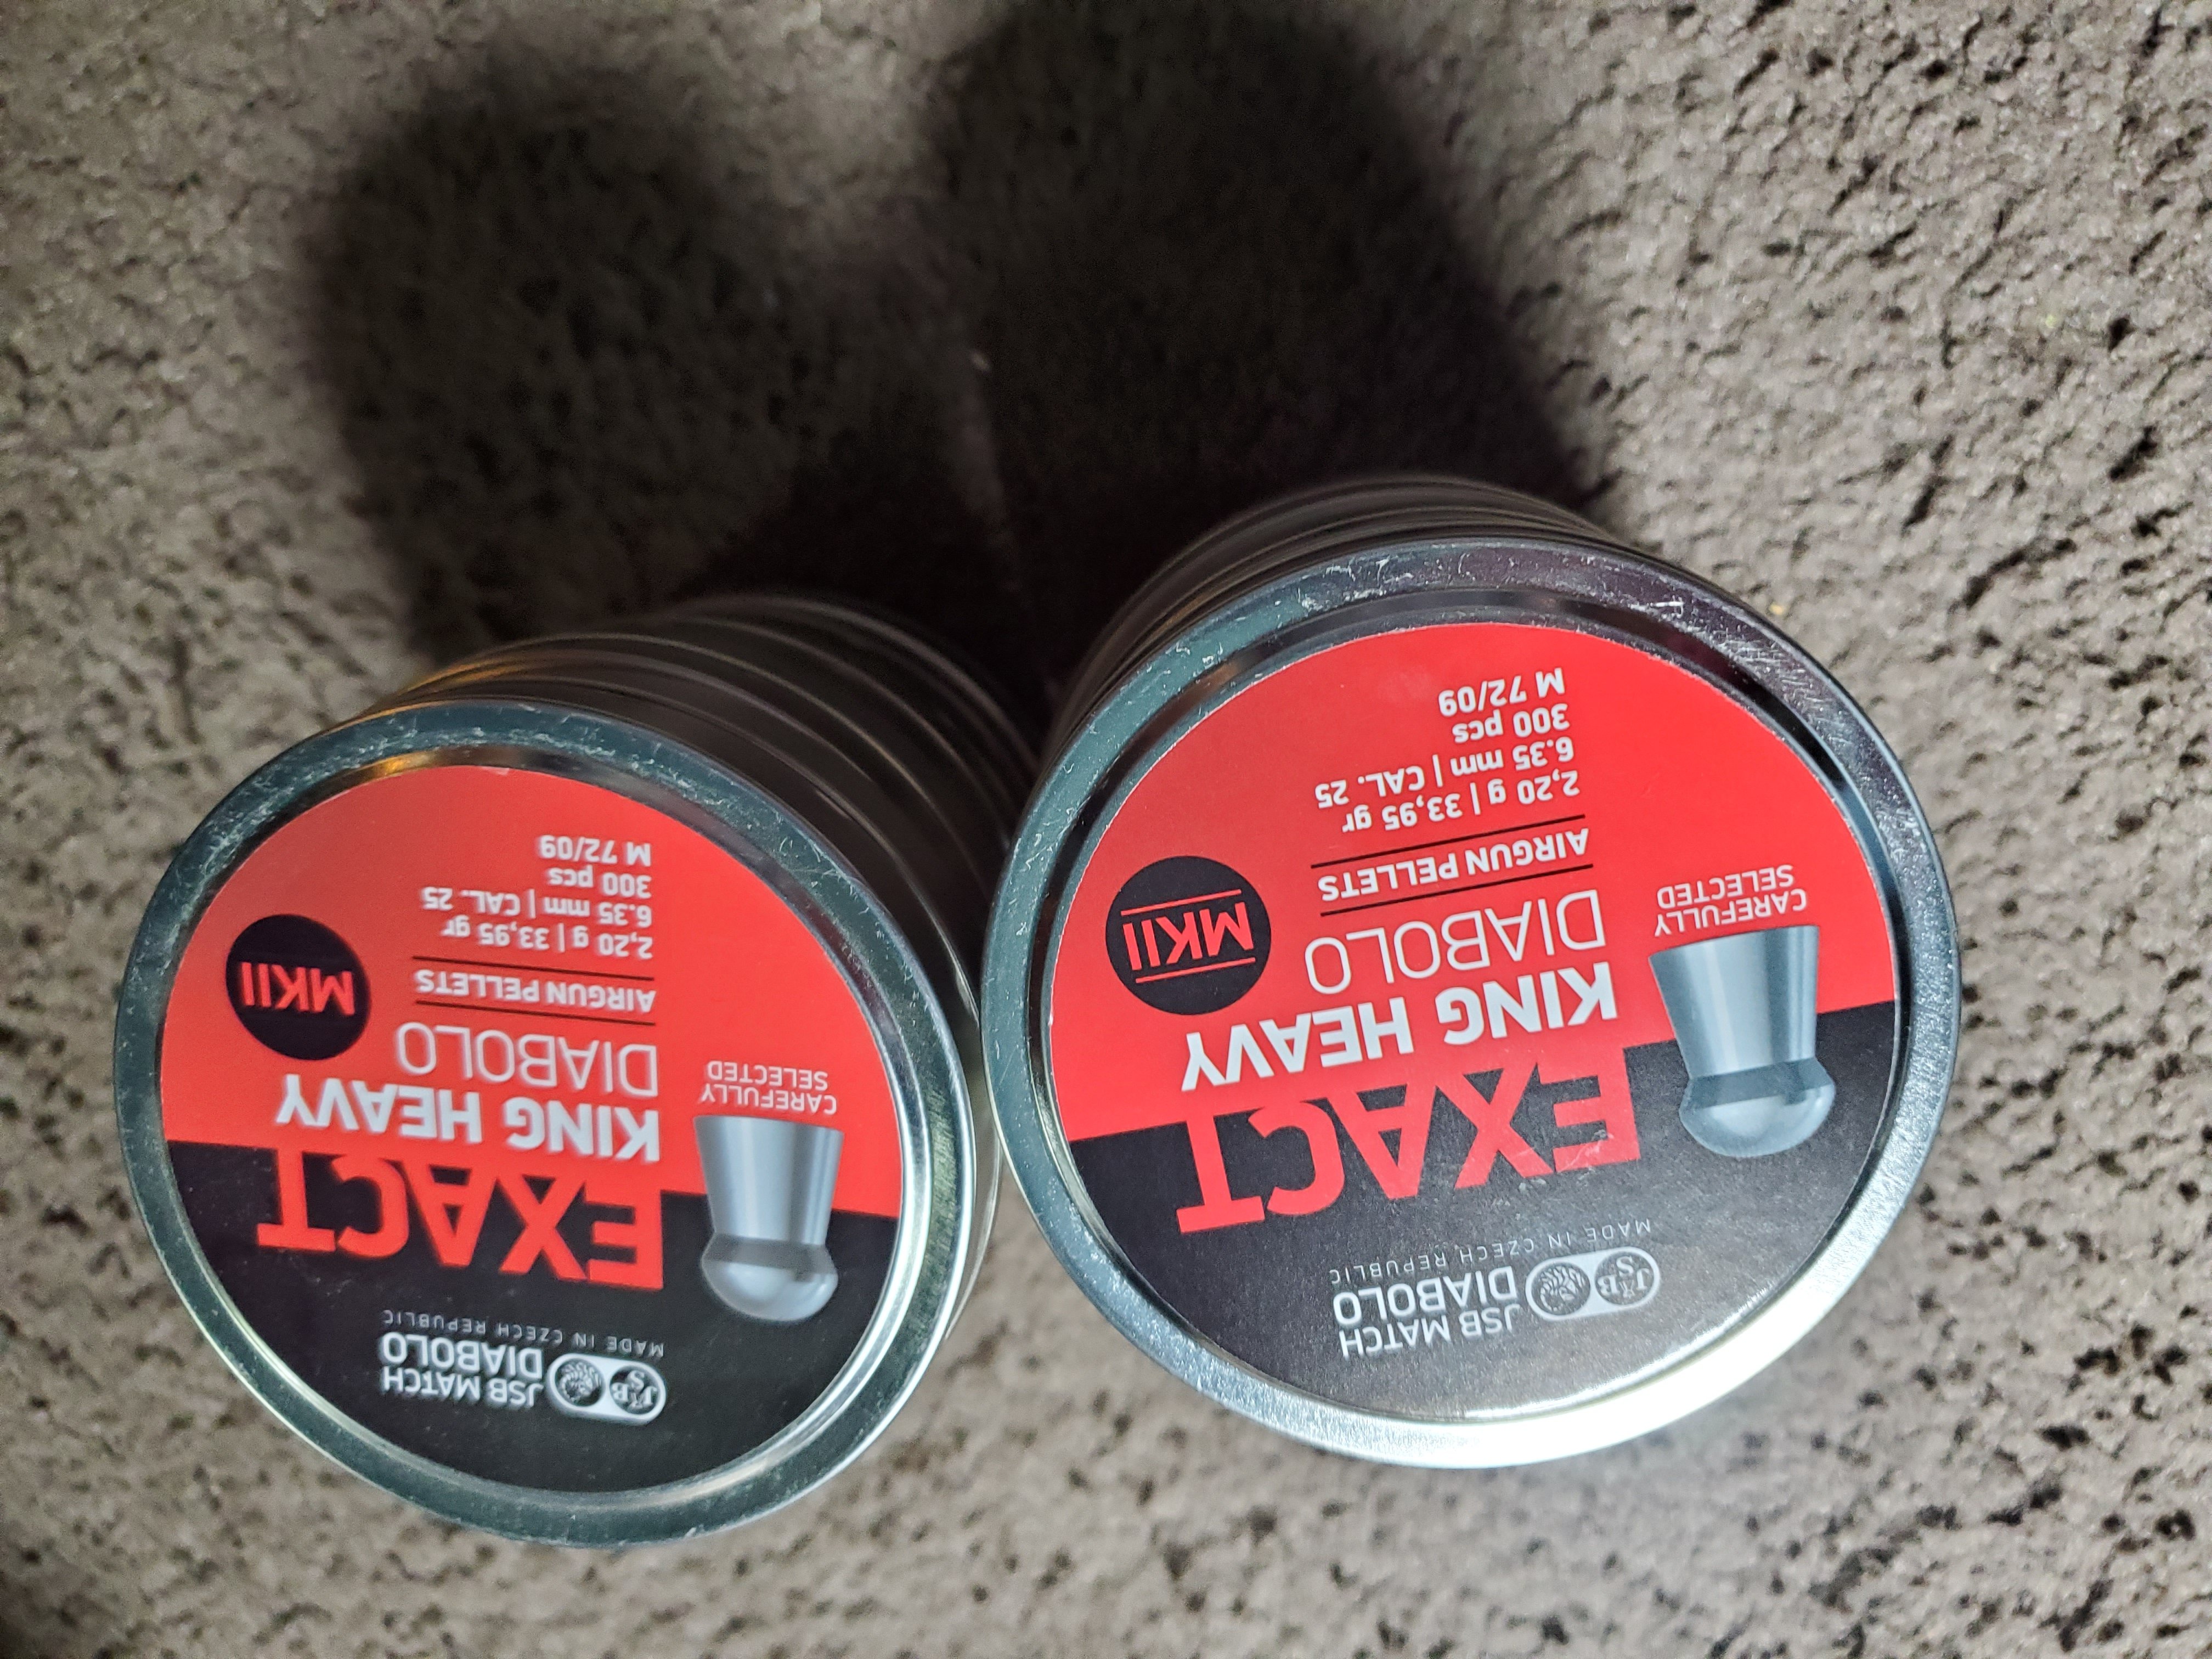 JSB MATCH
DIABOLO
MADE IN CZECH REPUBLIC
EXACT
KING HEAVY
DIABOLO
MKII
AIRGUN PELLETS
2,20 g | 33,95 gr
6.35 mm | CAL. 25
300 pcs
M 72/09
CAREFULLY
SELECTED
JSB MATCH
DIABOLO
MADE IN CZECH REPUBLIC
EXACT
KING HEAVY
DIABOLO
MKII
AIRGUN PELLETS
2,20 g | 33,95 gr
6.35 mm | CAL. 25
300 pcs
M 72/09
CAREFULLY
SELECTED